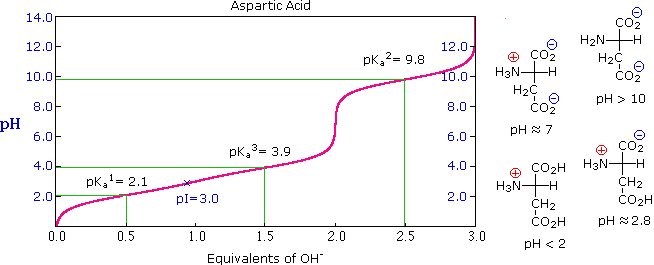 Aspartic Acid
14.0
12.0
10.0
8.0
6.0
4.0
2.0
pH
12.0
10.0
8.0
6.0
4.0
2.0
pKa² = 9.8
pKa³ = 3.9
pKa¹ = 2.1
pI=3.0
0.0 0.5 1.0 1.5 2.0 2.5 3.0
Equivalents of OH⁻
⊕ CO2⊖
H3N H
H2C
CO2⊖
pH ≈ 7
CO2⊖
H2N H
CH2
CO2⊖
pH > 10
⊕ CO2H
H3N H
CH2
CO2H
pH < 2
⊕ CO2⊖
H3N H
CH2
CO2H
pH ≈2.8